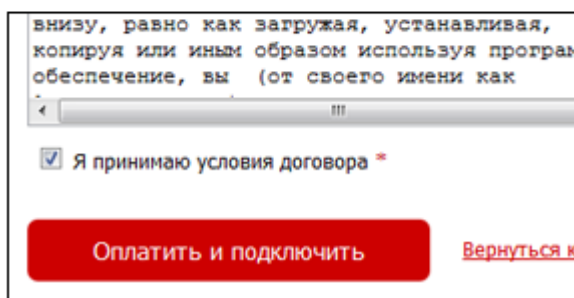 внизу, равно как загружая, устанавливая,
копируя или иным образом используя програм
обеспечение, вы (от своего имени как
Я принимаю условия договора *
Оплатить и подключить
Вернуться к